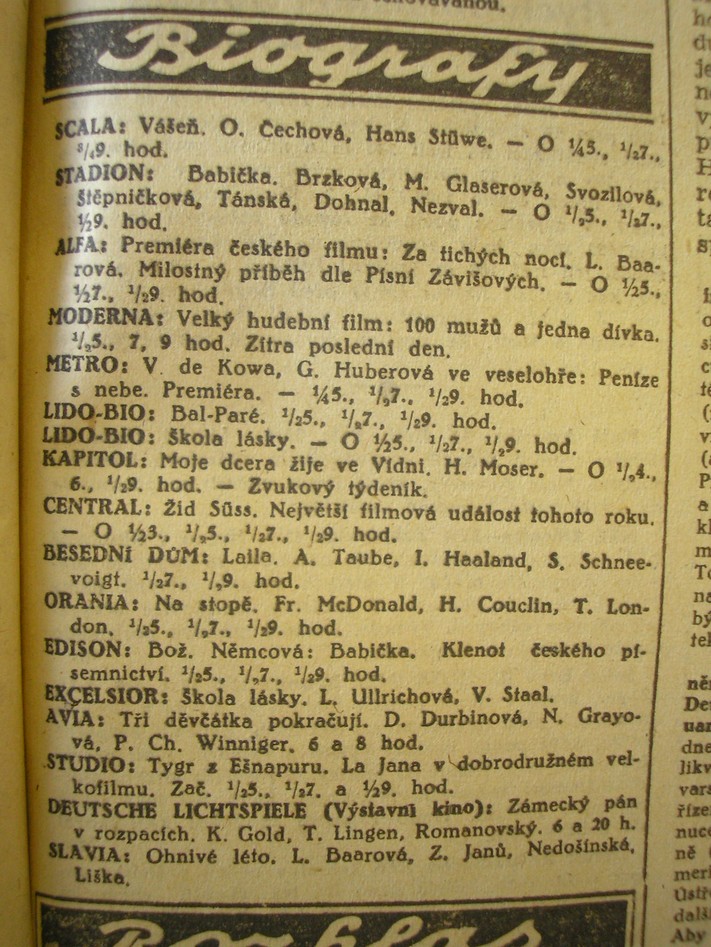 Biografy
SCALA: Vášeň. O. Čechová, Hans Stüwe. — O ¼5., ½7.,
¾9. hod.
STADION: Babička. Brzková, M. Glaserová, Svozilová,
Štěpničková, Tánská, Dohnal, Nezval. — O ½5., ½7.,
½9. hod.
ALFA: Premiéra českého filmu: Za tichých nocí. L. Baa-
rová. Milostný příběh dle Písní Závišových. — O ½5.,
½7., ½9. hod.
MODERNA: Velký hudební film: 100 mužů a jedna dívka.
½5., 7, 9 hod. Zítra poslední den.
METRO: V. de Kowa, G. Huberová ve veselohře: Peníze
s nebe. Premiéra. — ¼5., ½7., ½9. hod.
LIDO-BIO: Bal-Paré. ½5., ½7., ½9. hod.
LIDO-BIO: Škola lásky. — O ½5., ½7., ½9. hod.
KAPITOL: Moje dcera žije ve Vídni. H. Moser. — O ½4.,
6., ½9. hod. — Zvukový týdeník.
CENTRAL: Žid Süss. Největší filmová událost tohoto roku.
— O ½3., ½5., ½7., ½9. hod.
BESEDNÍ DŮM: Laila. A. Taube, I. Haaland, S. Schnee-
voigt. ½7., ½9. hod.
ORANIA: Na stopě. Fr. McDonald, H. Couclin, T. Lon-
don. ½5., ½7., ½9. hod.
EDISON: Bož. Němcová: Babička. Klenot českého pí-
semnictví. ½5., ½7., ½9. hod.
EXCELSIOR: Škola lásky. L. Ullrichová, V. Staal.
AVIA: Tři děvčátka pokračují. D. Durbinová, N. Grayo-
vá, P. Ch. Winniger. 6 a 8 hod.
STUDIO: Tygr z Ešnapuru. La Jana v dobrodružném vel-
kofilmu. Zač. ½5., ½7. a ½9. hod.
DEUTSCHE LICHTSPIELE (Výstavní kino): Zámecký pán
v rozpacích. K. Gold, T. Lingen, Romanovský. 6 a 20 h.
SLAVIA: Ohnivé léto. L. Baarová, Z. Janů, Nedošínská,
Liška.
Rozhlas